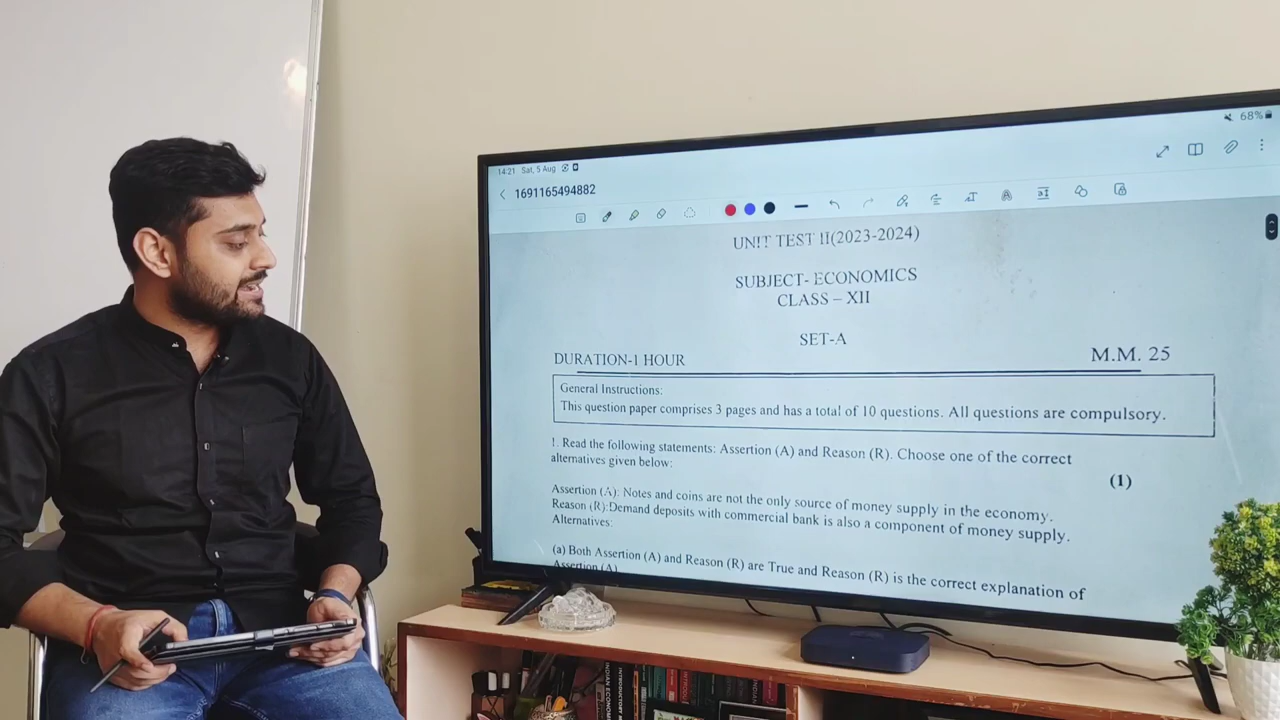 14:21 Sat, 5 Aug
68%
1691165494882
UNIT TEST II(2023-2024)
SUBJECT- ECONOMICS
CLASS – XII
SET-A
DURATION-1 HOUR
M.M. 25
General Instructions:
This question paper comprises 3 pages and has a total of 10 questions. All questions are compulsory.
1. Read the following statements: Assertion (A) and Reason (R). Choose one of the correct
alternatives given below:
(1)
Assertion (A): Notes and coins are not the only source of money supply in the economy.
Reason (R):Demand deposits with commercial bank is also a component of money supply.
Alternatives:
(a) Both Assertion (A) and Reason (R) are True and Reason (R) is the correct explanation of
Assertion (A)
INDIAN ECONOM
INTRODUCTORY